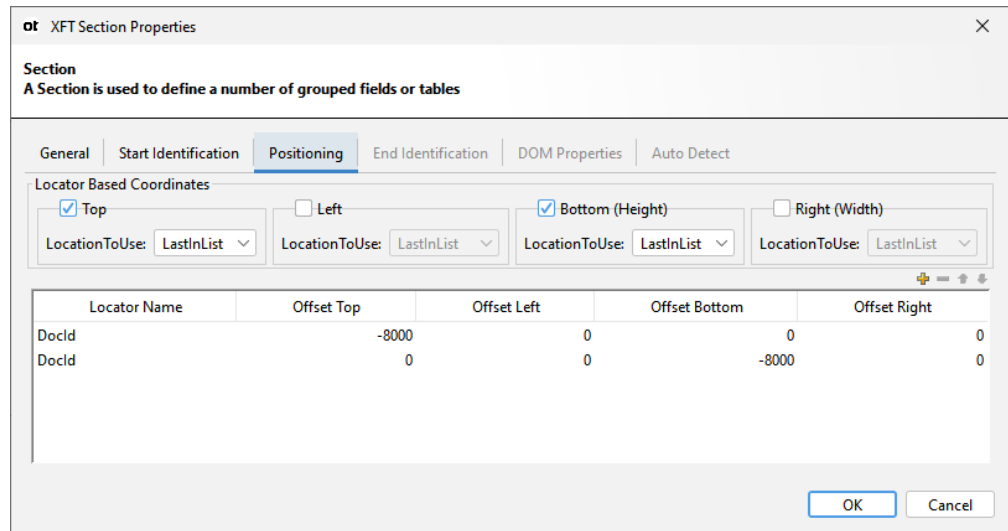 ot XFT Section Properties
Section
A Section is used to define a number of grouped fields or tables
General Start Identification Positioning End Identification DOM Properties Auto Detect
Locator Based Coordinates
Top Left Bottom (Height) Right (Width)
LocationToUse: LastInList LocationToUse: LastInList LocationToUse: LastInList LocationToUse: LastInList
Locator Name Offset Top Offset Left Offset Bottom Offset Right
DocId -8000 0 0 0
DocId 0 0 -8000 0
OK Cancel